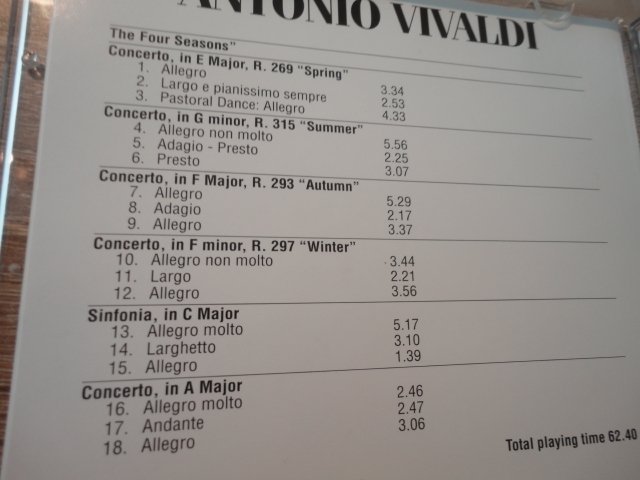 ANTONIO VIVALDI
The Four Seasons"
Concerto, in E Major, R. 269 "Spring"
1. Allegro 3.34
2. Largo e pianissimo sempre 2.53
3. Pastoral Dance: Allegro 4.33
Concerto, in G minor, R. 315 "Summer"
4. Allegro non molto 5.56
5. Adagio - Presto 2.25
6. Presto 3.07
Concerto, in F Major, R. 293 "Autumn"
7. Allegro 5.29
8. Adagio 2.17
9. Allegro 3.37
Concerto, in F minor, R. 297 "Winter"
10. Allegro non molto 3.44
11. Largo 2.21
12. Allegro 3.56
Sinfonia, in C Major
13. Allegro molto 5.17
14. Larghetto 3.10
15. Allegro 1.39
Concerto, in A Major
16. Allegro molto 2.46
17. Andante 2.47
18. Allegro 3.06
Total playing time 62.40